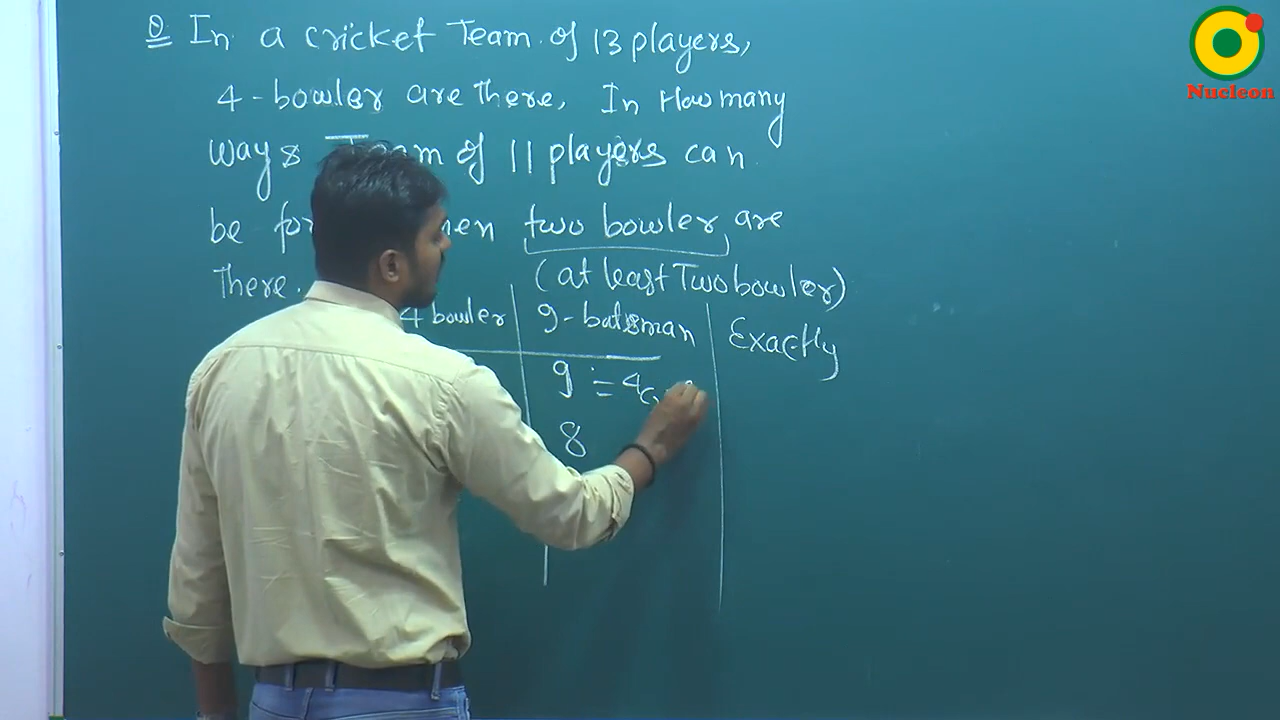 Q In a cricket Team of 13 players,
4-bowler are there, In How many
ways of 11 players can
be two bowler are
There. (at least Two bowler)
4 bowler 9-batsman Exactly
9 = 4C
8
Nucleon